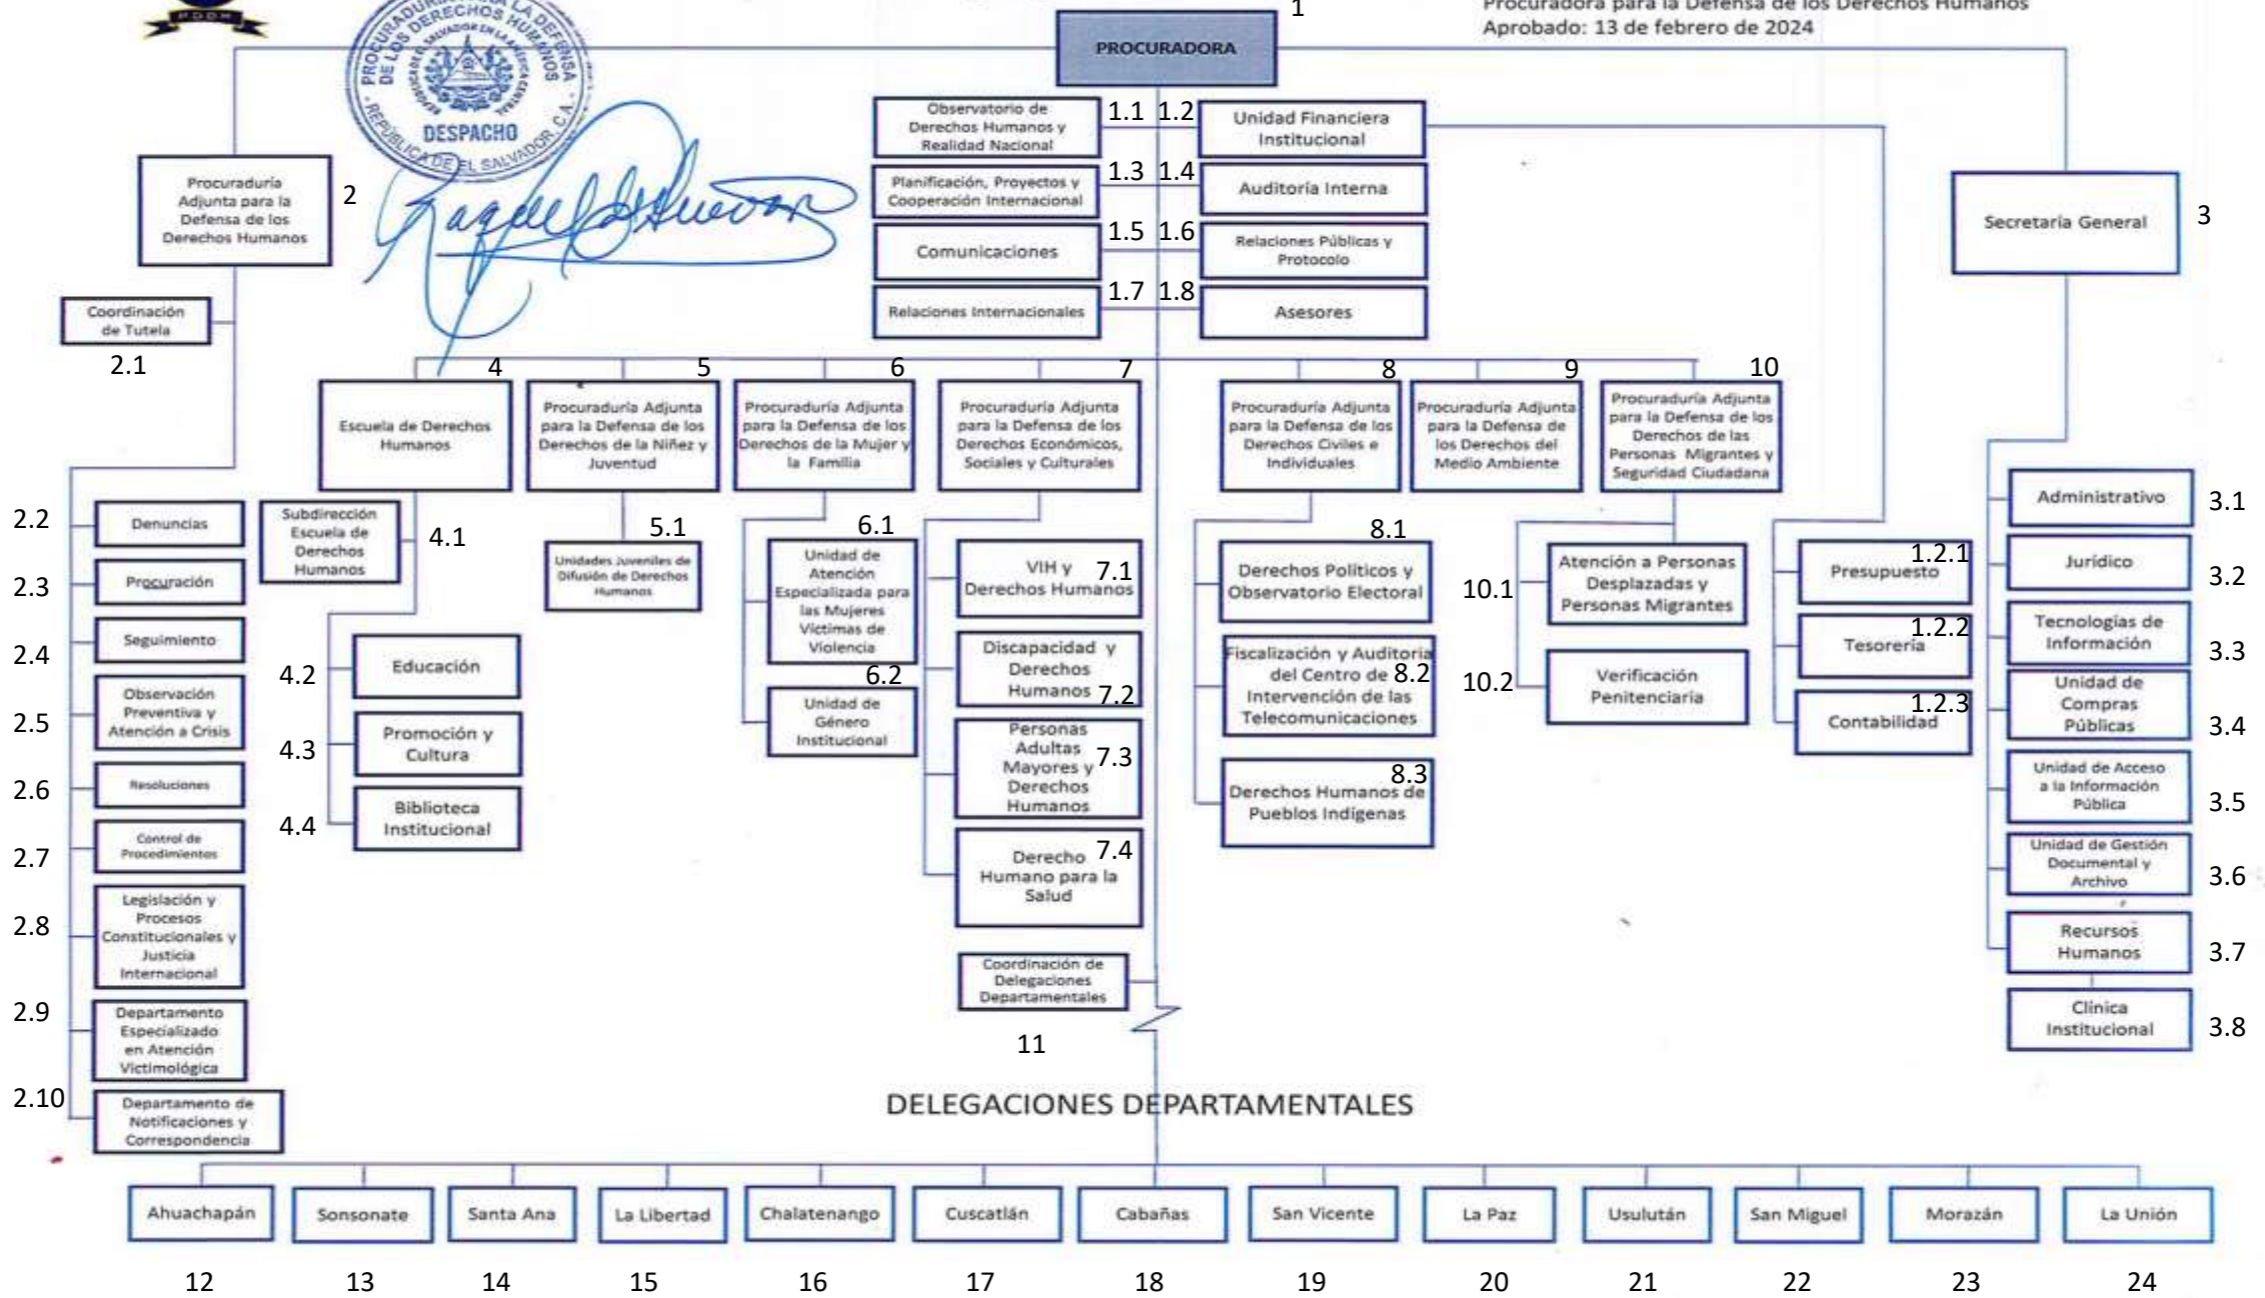 PDDH
PROCURADURÍA PARA LA DEFENSA
DE LOS DERECHOS HUMANOS
REPÚBLICA DE EL SALVADOR, C.A.
DESPACHO
Procuradora para la Defensa de los Derechos Humanos
Aprobado: 13 de febrero de 2024
PROCURADORA
1
Observatorio de
Derechos Humanos y
Realidad Nacional
1.1
1.2
Unidad Financiera
Institucional
Planificación, Proyectos y
Cooperación Internacional
1.3
1.4
Auditoría Interna
Comunicaciones
1.5
1.6
Relaciones Públicas y
Protocolo
Relaciones Internacionales
1.7
1.8
Asesores
Procuraduría
Adjunta para la
Defensa de los
Derechos Humanos
2
Secretaría General
3
Coordinación
de Tutela
2.1
4
Escuela de Derechos
Humanos
5
Procuraduría Adjunta
para la Defensa de los
Derechos de la Niñez y
Juventud
6
Procuraduría Adjunta
para la Defensa de los
Derechos de la Mujer y
la Familia
7
Procuraduría Adjunta
para la Defensa de los
Derechos Económicos,
Sociales y Culturales
8
Procuraduría Adjunta
para la Defensa de los
Derechos Civiles e
Individuales
9
Procuraduría Adjunta
para la Defensa de
los Derechos del
Medio Ambiente
10
Procuraduría Adjunta
para la Defensa de los
Derechos de las
Personas Migrantes y
Seguridad Ciudadana
2.2
Denuncias
2.3
Procuración
2.4
Seguimiento
2.5
Observación
Preventiva y
Atención a Crisis
2.6
Resoluciones
2.7
Control de
Procedimientos
2.8
Legislación y
Procesos
Constitucionales y
Justicia
Internacional
2.9
Departamento
Especializado
en Atención
Victimológica
2.10
Departamento de
Notificaciones y
Correspondencia
Subdirección
Escuela de
Derechos
Humanos
4.1
4.2
Educación
4.3
Promoción y
Cultura
4.4
Biblioteca
Institucional
5.1
Unidades Juveniles de
Difusión de Derechos
Humanos
6.1
Unidad de
Atención
Especializada para
las Mujeres
Víctimas de
Violencia
6.2
Unidad de
Género
Institucional
VIH y
Derechos Humanos
7.1
Discapacidad y
Derechos
Humanos
7.2
Personas
Adultas
Mayores y
Derechos
Humanos
7.3
Derecho
Humano para la
Salud
7.4
8.1
Derechos Políticos y
Observatorio Electoral
Fiscalización y Auditoria
del Centro de
Intervención de las
Telecomunicaciones
8.2
8.3
Derechos Humanos de
Pueblos Indígenas
10.1
Atención a Personas
Desplazadas y
Personas Migrantes
10.2
Verificación
Penitenciaria
1.2.1
Presupuesto
1.2.2
Tesorería
1.2.3
Contabilidad
Administrativo
3.1
Jurídico
3.2
Tecnologías de
Información
3.3
Unidad de
Compras
Públicas
3.4
Unidad de Acceso
a la Información
Pública
3.5
Unidad de Gestión
Documental y
Archivo
3.6
Recursos
Humanos
3.7
Clínica
Institucional
3.8
Coordinación de
Delegaciones
Departamentales
11
DELEGACIONES DEPARTAMENTALES
Ahuachapán
Sonsonate
Santa Ana
La Libertad
Chalatenango
Cuscatlán
Cabañas
San Vicente
La Paz
Usulután
San Miguel
Morazán
La Unión
12
13
14
15
16
17
18
19
20
21
22
23
24